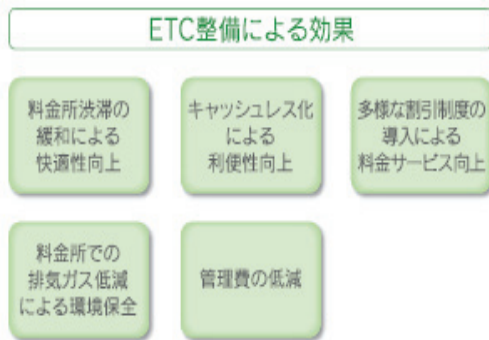 ETC整備による効果
料金所渋滞の
緩和による
快適性向上
キャッシュレス化
による
利便性向上
多様な割引制度の
導入による
料金サービス向上
料金所での
排気ガス低減
による環境保全
管理費の低減